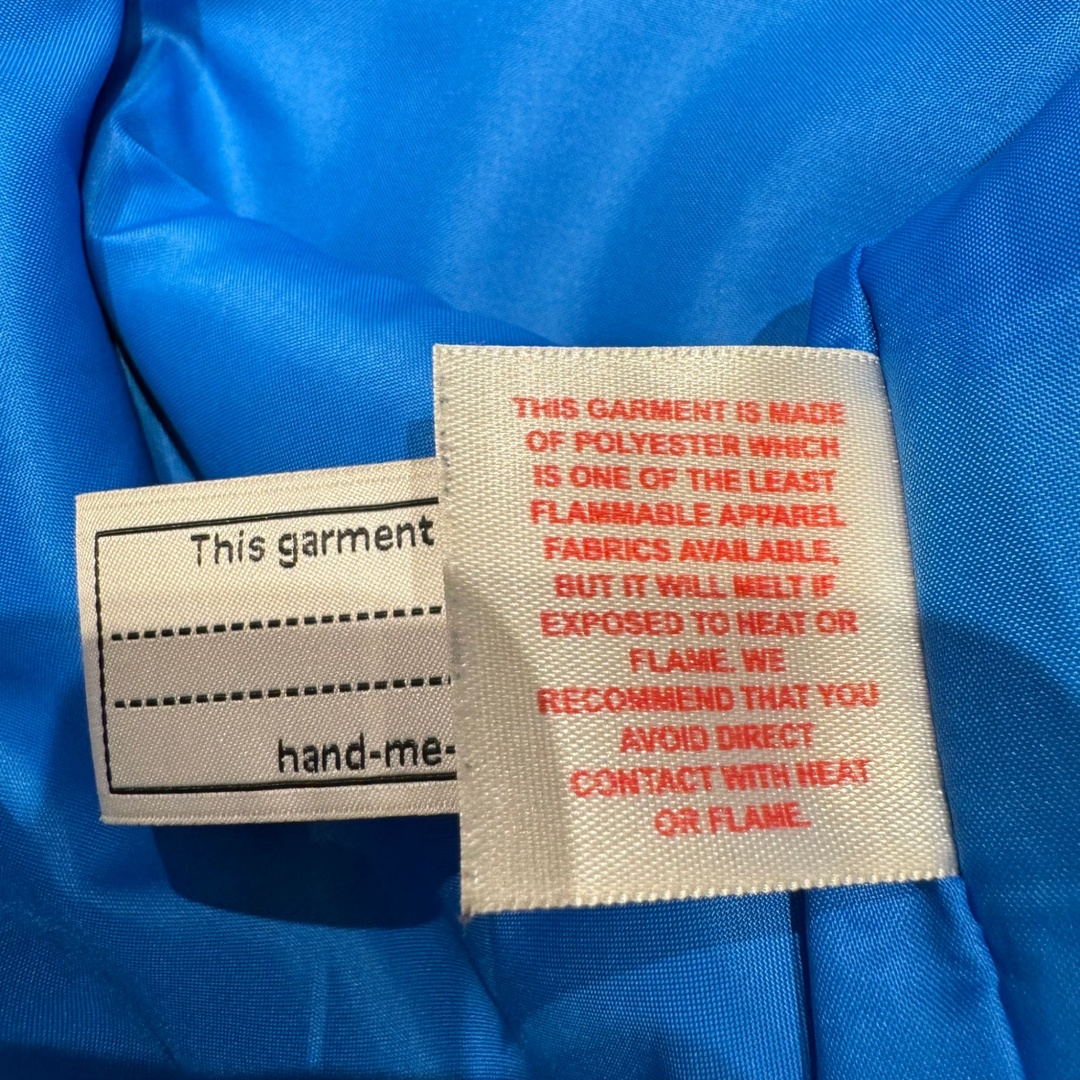 This garment
hand-me-
THIS GARMENT IS MADE
OF POLYESTER WHICH
IS ONE OF THE LEAST
FLAMMABLE APPAREL
FABRICS AVAILABLE,
BUT IT WILL MELT IF
EXPOSED TO HEAT OR
FLAME. WE
RECOMMEND THAT YOU
AVOID DIRECT
CONTACT WITH HEAT
OR FLAME.